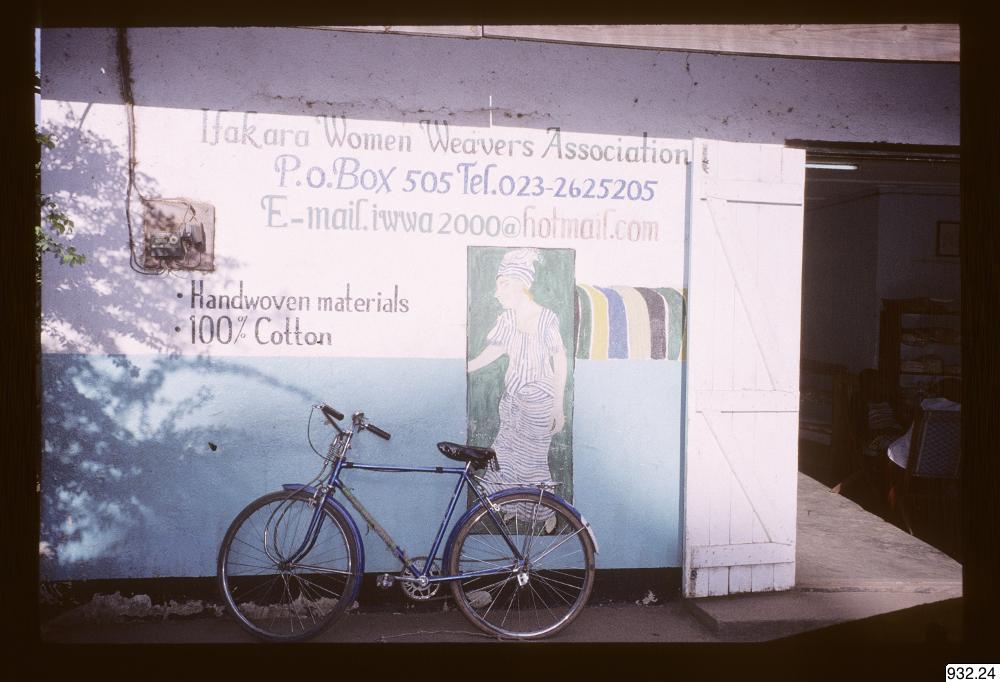 Ifakara Women Weavers Association
P.o.Box 505 Tel.023-2625205
E-mail.iwwa2000@hotmail.com
• Handwoven materials
• 100% Cotton
932.24